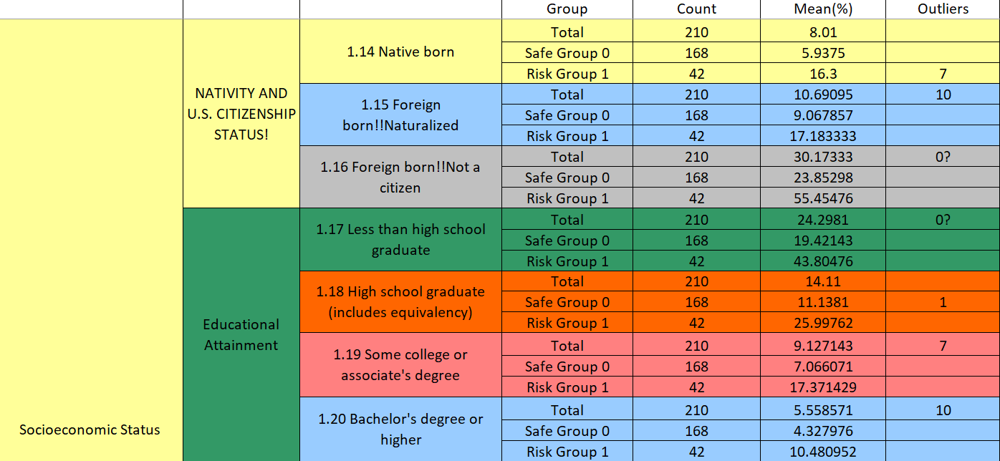 Group Count Mean(%) Outliers
Socioeconomic Status
NATIVITY AND
U.S. CITIZENSHIP
STATUS!
1.14 Native born
Total 210 8.01
Safe Group 0 168 5.9375
Risk Group 1 42 16.3 7
1.15 Foreign
born!!Naturalized
Total 210 10.69095 10
Safe Group 0 168 9.067857
Risk Group 1 42 17.183333
1.16 Foreign born!!Not a
citizen
Total 210 30.17333 0?
Safe Group 0 168 23.85298
Risk Group 1 42 55.45476
Educational
Attainment
1.17 Less than high school
graduate
Total 210 24.2981 0?
Safe Group 0 168 19.42143
Risk Group 1 42 43.80476
1.18 High school graduate
(includes equivalency)
Total 210 14.11
Safe Group 0 168 11.1381 1
Risk Group 1 42 25.99762
1.19 Some college or
associate's degree
Total 210 9.127143 7
Safe Group 0 168 7.066071
Risk Group 1 42 17.371429
1.20 Bachelor's degree or
higher
Total 210 5.558571 10
Safe Group 0 168 4.327976
Risk Group 1 42 10.480952